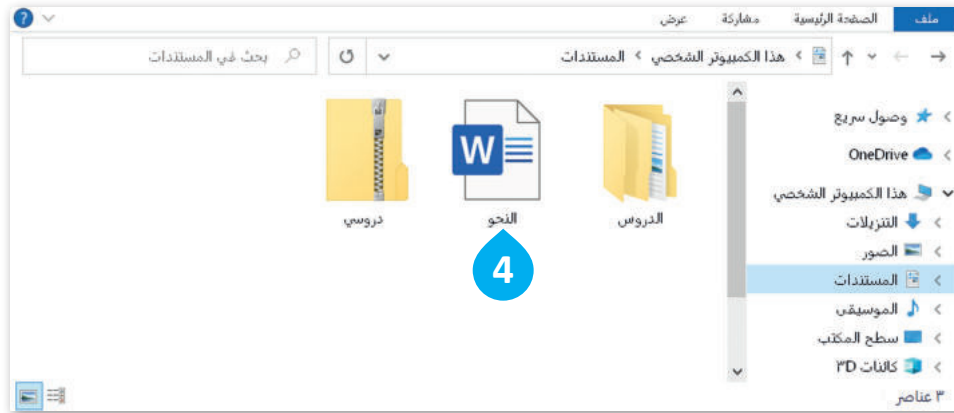 ملف الصفحة الرئيسية مشاركة عرض
هذا الكمبيوتر الشخصي > المستندات
بحث في المستندات
وصول سريع
OneDrive
هذا الكمبيوتر الشخصي
التنزيلات
الصور
المستندات
الموسيقى
سطح المكتب
كائنات 3D
الدروس
W
النحو
دروسي
4
٣ عناصر